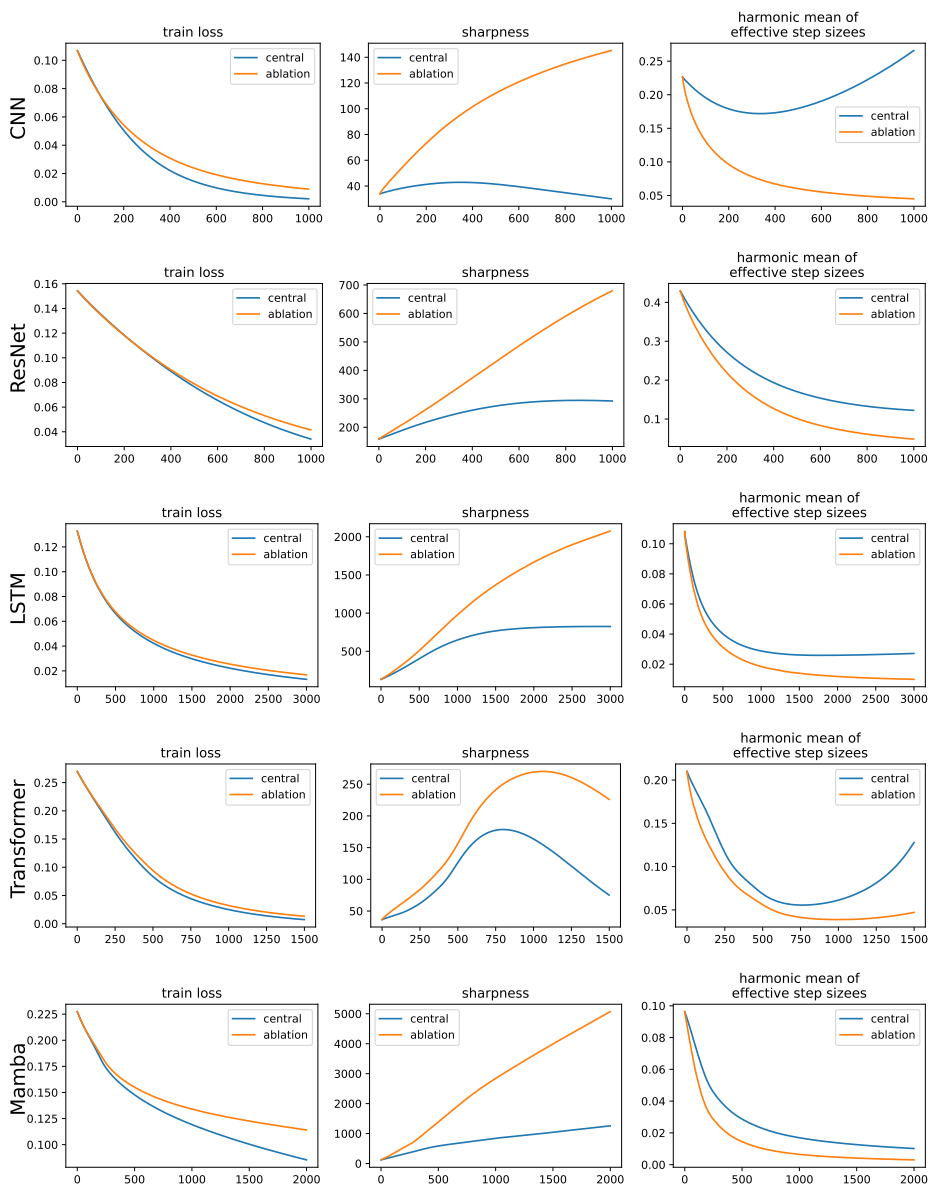 train loss
sharpness
harmonic mean of
effective step sizees
CNN
0.10
0.08
0.06
0.04
0.02
0.00
central
ablation
0 200 400 600 800 1000
140
120
100
80
60
40
central
ablation
0 200 400 600 800 1000
0.25
0.20
0.15
0.10
0.05
central
ablation
0 200 400 600 800 1000
train loss
sharpness
harmonic mean of
effective step sizees
ResNet
0.16
0.14
0.12
0.10
0.08
0.06
0.04
central
ablation
0 200 400 600 800 1000
700
600
500
400
300
200
central
ablation
0 200 400 600 800 1000
0.4
0.3
0.2
0.1
central
ablation
0 200 400 600 800 1000
train loss
sharpness
harmonic mean of
effective step sizees
LSTM
0.12
0.10
0.08
0.06
0.04
0.02
central
ablation
0 500 1000 1500 2000 2500 3000
2000
1500
1000
500
central
ablation
0 500 1000 1500 2000 2500 3000
0.10
0.08
0.06
0.04
0.02
central
ablation
0 500 1000 1500 2000 2500 3000
train loss
sharpness
harmonic mean of
effective step sizees
Transformer
0.25
0.20
0.15
0.10
0.05
0.00
central
ablation
0 250 500 750 1000 1250 1500
250
200
150
100
50
central
ablation
0 250 500 750 1000 1250 1500
0.20
0.15
0.10
0.05
central
ablation
0 250 500 750 1000 1250 1500
train loss
sharpness
harmonic mean of
effective step sizees
Mamba
0.225
0.200
0.175
0.150
0.125
0.100
central
ablation
0 500 1000 1500 2000
5000
4000
3000
2000
1000
0
central
ablation
0 500 1000 1500 2000
0.10
0.08
0.06
0.04
0.02
0.00
central
ablation
0 500 1000 1500 2000